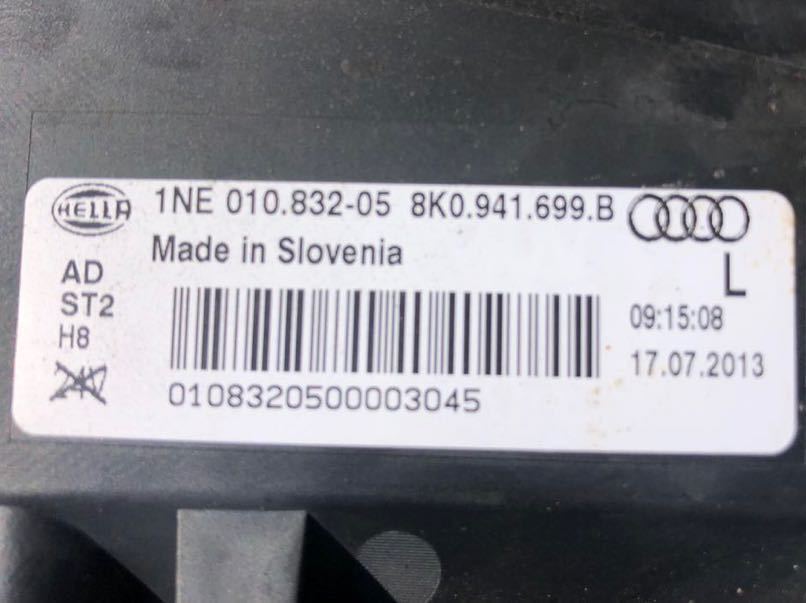 HELLA 1NE 010.832-05 8K0.941.699.B
Made in Slovenia
L
AD
ST2
H8
09:15:08
17.07.2013
0108320500003045